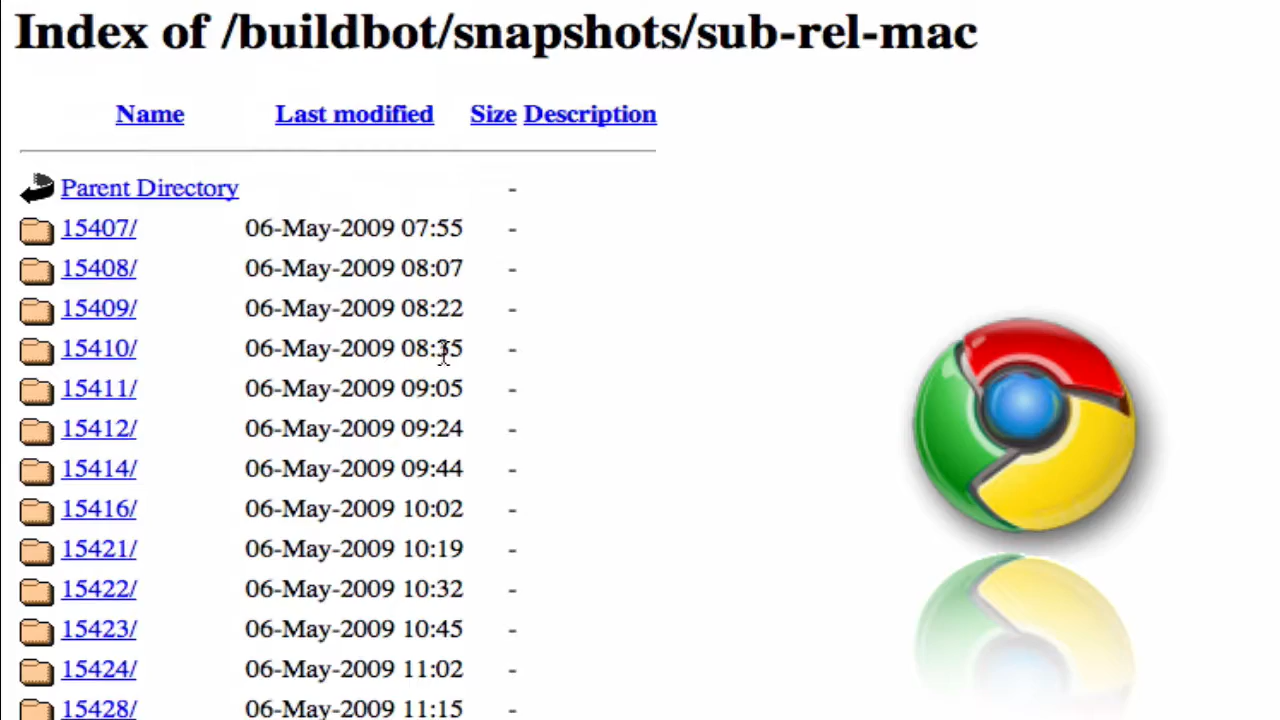 Index of /buildbot/snapshots/sub-rel-mac
Name Last modified Size Description
Parent Directory -
15407/ 06-May-2009 07:55 -
15408/ 06-May-2009 08:07 -
15409/ 06-May-2009 08:22 -
15410/ 06-May-2009 08:35 -
15411/ 06-May-2009 09:05 -
15412/ 06-May-2009 09:24 -
15414/ 06-May-2009 09:44 -
15416/ 06-May-2009 10:02 -
15421/ 06-May-2009 10:19 -
15422/ 06-May-2009 10:32 -
15423/ 06-May-2009 10:45 -
15424/ 06-May-2009 11:02 -
15428/ 06-May-2009 11:15 -